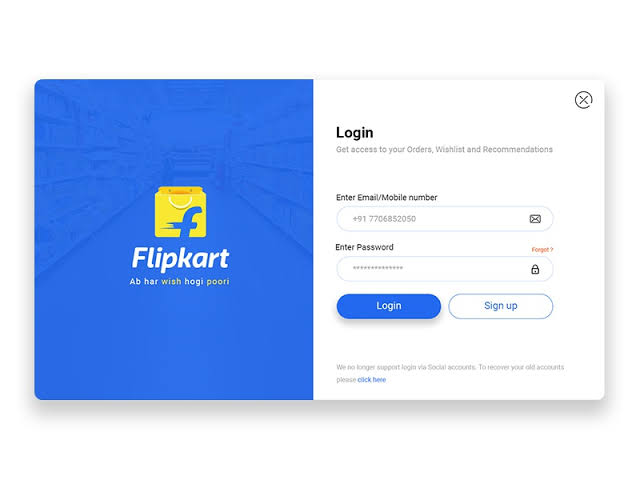 Flipkart
Ab har wish hogi poori
Login
Get access to your Orders, Wishlist and Recommendations
Enter Email/Mobile number
+91 7706852050
Enter Password
Forgot ?
**************
Login
Sign up
We no longer support login via Social accounts. To recover your old accounts
please click here